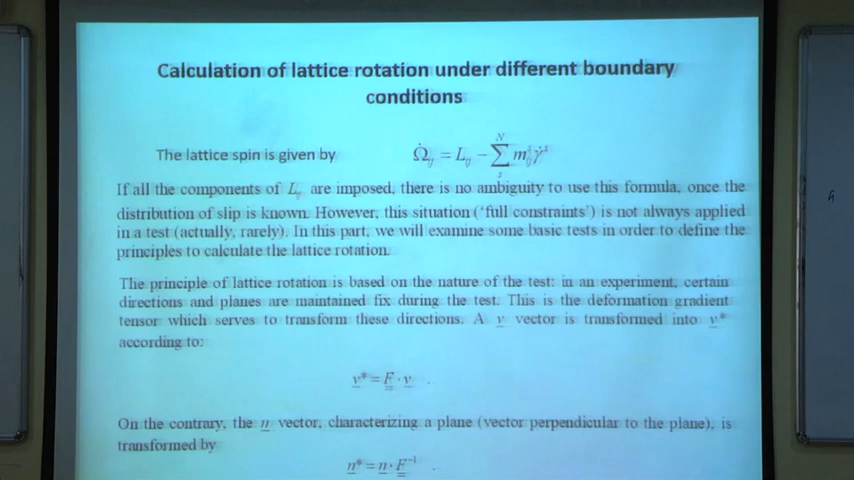 Calculation of lattice rotation under different boundary
conditions
The lattice spin is given by Ω̇_ij = L_ij − ∑_s^N m_ij^s γ̇^s
If all the components of L_ij are imposed, there is no ambiguity to use this formula, once the
distribution of slip is known. However, this situation ('full constraints') is not always applied
in a test (actually, rarely). In this part, we will examine some basic tests in order to define the
principles to calculate the lattice rotation.
The principle of lattice rotation is based on the nature of the test: in an experiment, certain
directions and planes are maintained fix during the test. This is the deformation gradient
tensor which serves to transform these directions. A v vector is transformed into v*
according to:
v* = F · v .
On the contrary, the n vector, characterizing a plane (vector perpendicular to the plane), is
transformed by
n* = n · F⁻¹ .